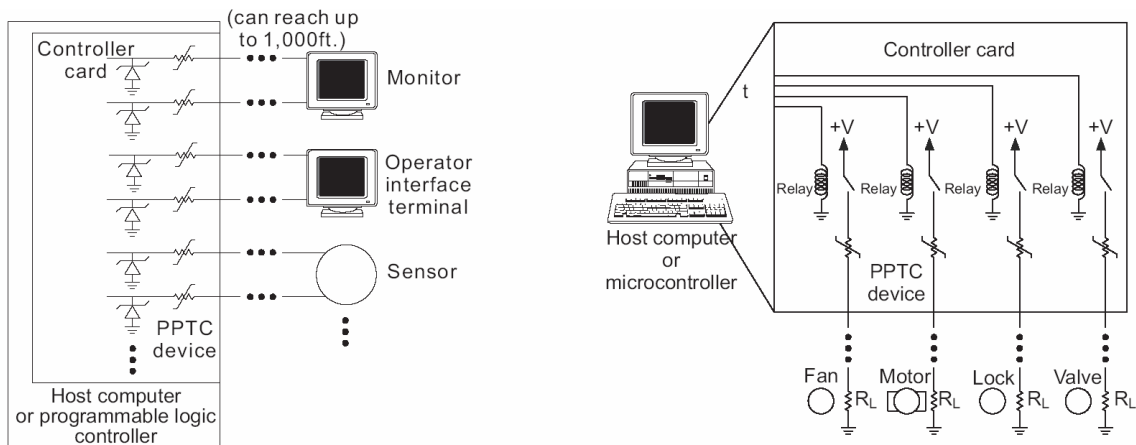 (can reach up
to 1,000ft.)
Controller
card
Monitor
Operator
interface
terminal
Sensor
PPTC
device
Host computer
or programmable logic
controller
Controller card
t
+V
+V
+V
+V
Relay
Relay
Relay
Relay
Host computer
or
microcontroller
PPTC
device
Fan
Motor
Lock
Valve
RL
RL
RL
RL